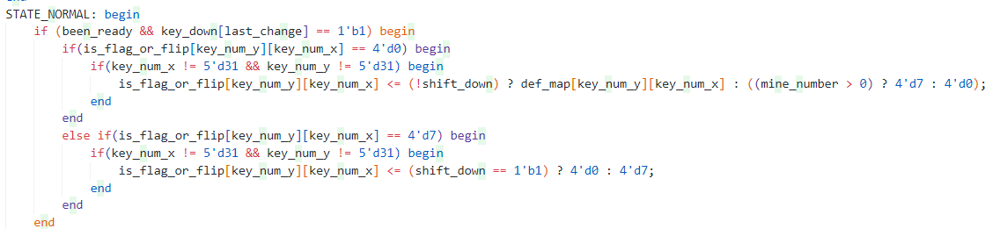 STATE_NORMAL: begin
if (been_ready && key_down[last_change] == 1'b1) begin
if(is_flag_or_flip[key_num_y][key_num_x] == 4'd0) begin
if(key_num_x != 5'd31 && key_num_y != 5'd31) begin
is_flag_or_flip[key_num_y][key_num_x] <= (!shift_down) ? def_map[key_num_y][key_num_x] : ((mine_number > 0) ? 4'd7 : 4'd0);
end
end
else if(is_flag_or_flip[key_num_y][key_num_x] == 4'd7) begin
if(key_num_x != 5'd31 && key_num_y != 5'd31) begin
is_flag_or_flip[key_num_y][key_num_x] <= (shift_down == 1'b1) ? 4'd0 : 4'd7;
end
end
end